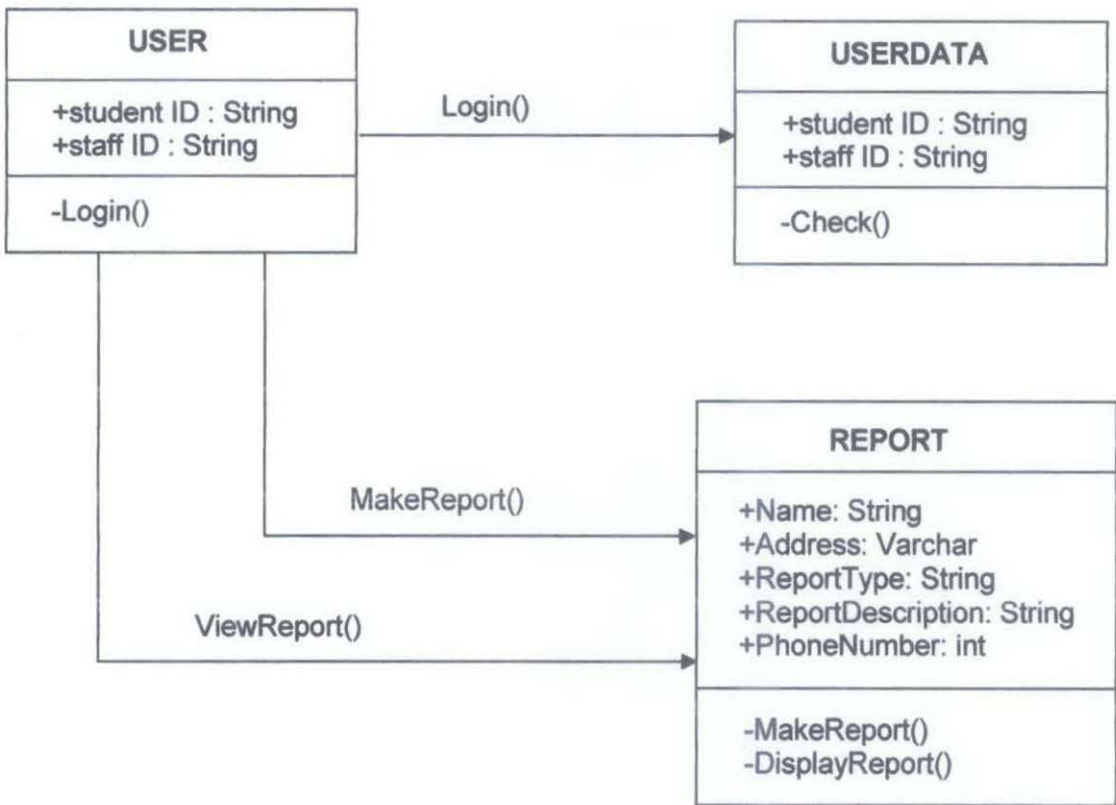 USER
+student ID : String
+staff ID : String
-Login()
Login()
USERDATA
+student ID : String
+staff ID : String
-Check()
MakeReport()
ViewReport()
REPORT
+Name: String
+Address: Varchar
+ReportType: String
+ReportDescription: String
+PhoneNumber: int
-MakeReport()
-DisplayReport()